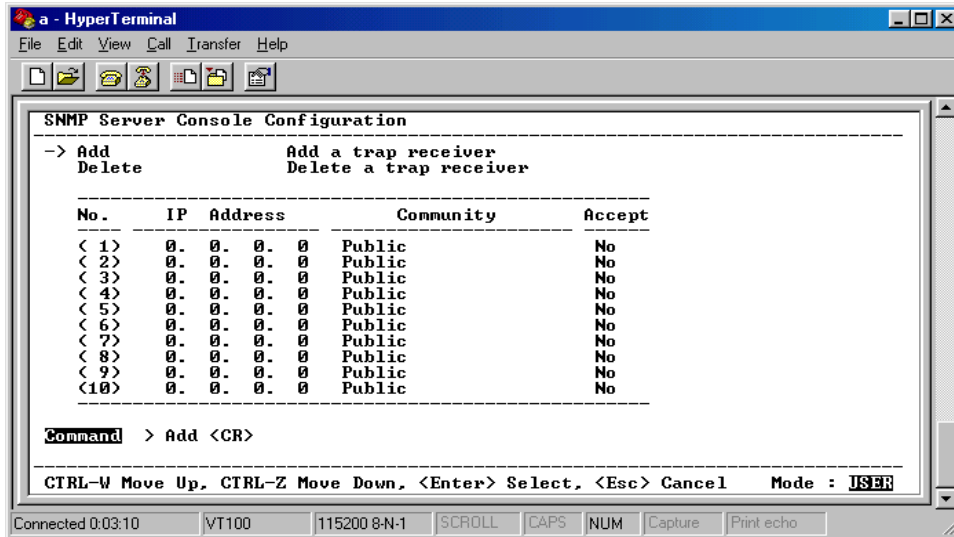 a - HyperTerminal
File Edit View Call Transfer Help
SNMP Server Console Configuration
-> Add Add a trap receiver
Delete Delete a trap receiver
No. IP Address Community Accept
( 1) 0. 0. 0. 0 Public No
( 2) 0. 0. 0. 0 Public No
( 3) 0. 0. 0. 0 Public No
( 4) 0. 0. 0. 0 Public No
( 5) 0. 0. 0. 0 Public No
( 6) 0. 0. 0. 0 Public No
( 7) 0. 0. 0. 0 Public No
( 8) 0. 0. 0. 0 Public No
( 9) 0. 0. 0. 0 Public No
(10) 0. 0. 0. 0 Public No
Command > Add <CR>
CTRL-W Move Up, CTRL-Z Move Down, <Enter> Select, <Esc> Cancel Mode : USER
Connected 0:03:10 VT100 115200 8-N-1 SCROLL CAPS NUM Capture Print echo